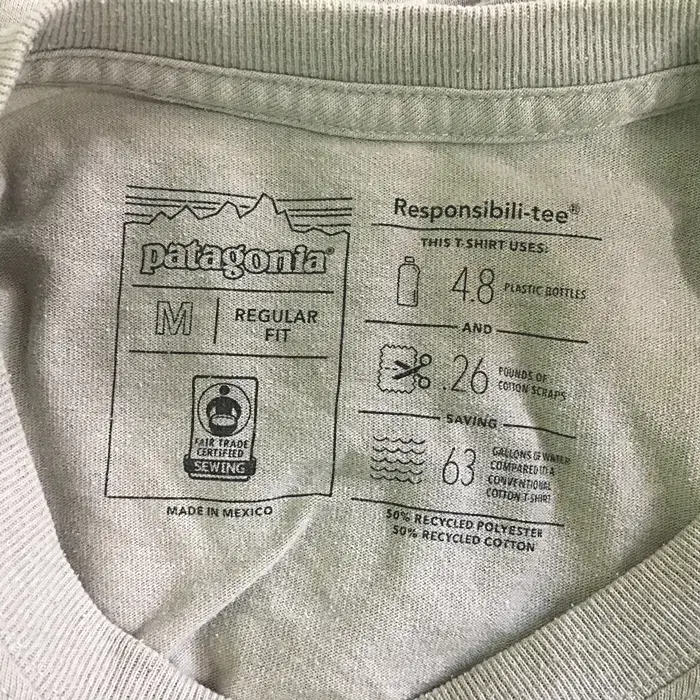 patagonia®
M
REGULAR
FIT
FAIR TRADE
CERTIFIED
SEWING
MADE IN MEXICO
Responsibili-tee®
THIS T-SHIRT USES:
4.8 PLASTIC BOTTLES
AND
.26 POUNDS OF
COTTON SCRAPS
SAVING
63 GALLONS OF WATER
COMPARED TO A
CONVENTIONAL
COTTON T-SHIRT
50% RECYCLED POLYESTER
50% RECYCLED COTTON